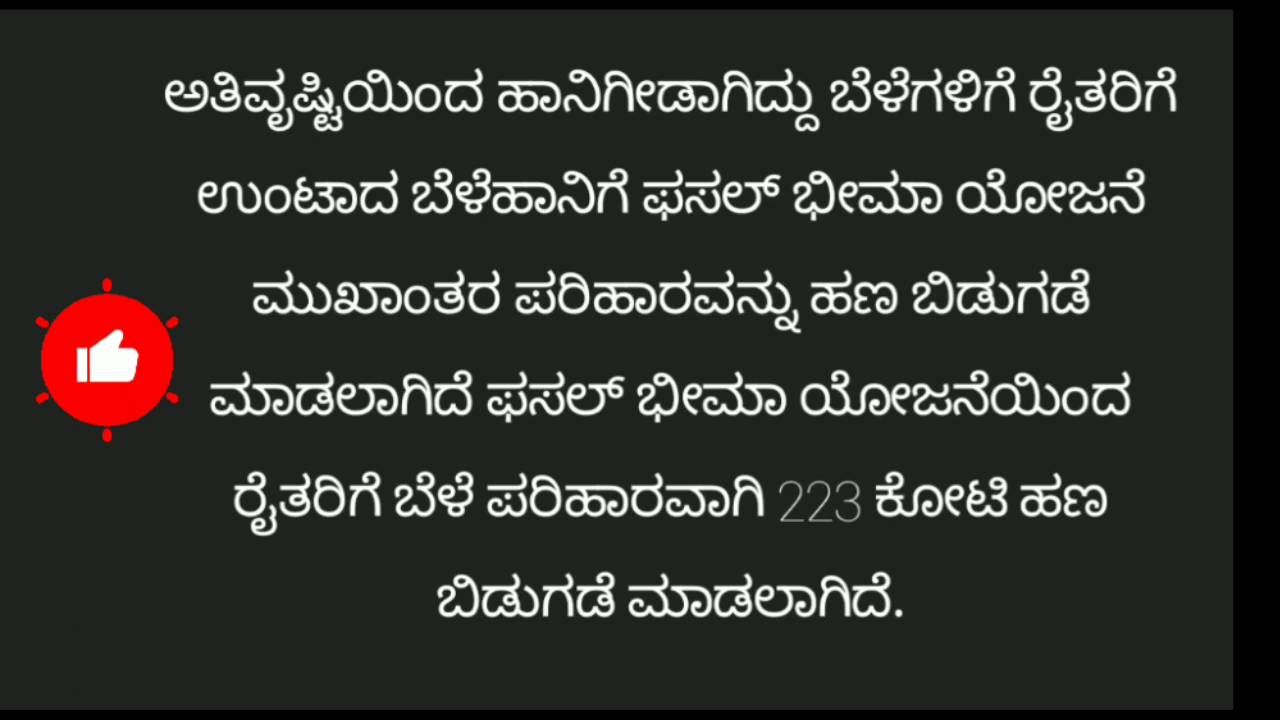 ಅತಿವೃಷ್ಟಿಯಿಂದ ಹಾನಿಗೀಡಾಗಿದ್ದು ಬೆಳೆಗಳಿಗೆ ರೈತರಿಗೆ
ಉಂಟಾದ ಬೆಳೆಹಾನಿಗೆ ಫಸಲ್ ಭೀಮಾ ಯೋಜನೆ
ಮುಖಾಂತರ ಪರಿಹಾರವನ್ನು ಹಣ ಬಿಡುಗಡೆ
ಮಾಡಲಾಗಿದೆ ಫಸಲ್ ಭೀಮಾ ಯೋಜನೆಯಿಂದ
ರೈತರಿಗೆ ಬೆಳೆ ಪರಿಹಾರವಾಗಿ 223 ಕೋಟಿ ಹಣ
ಬಿಡುಗಡೆ ಮಾಡಲಾಗಿದೆ.